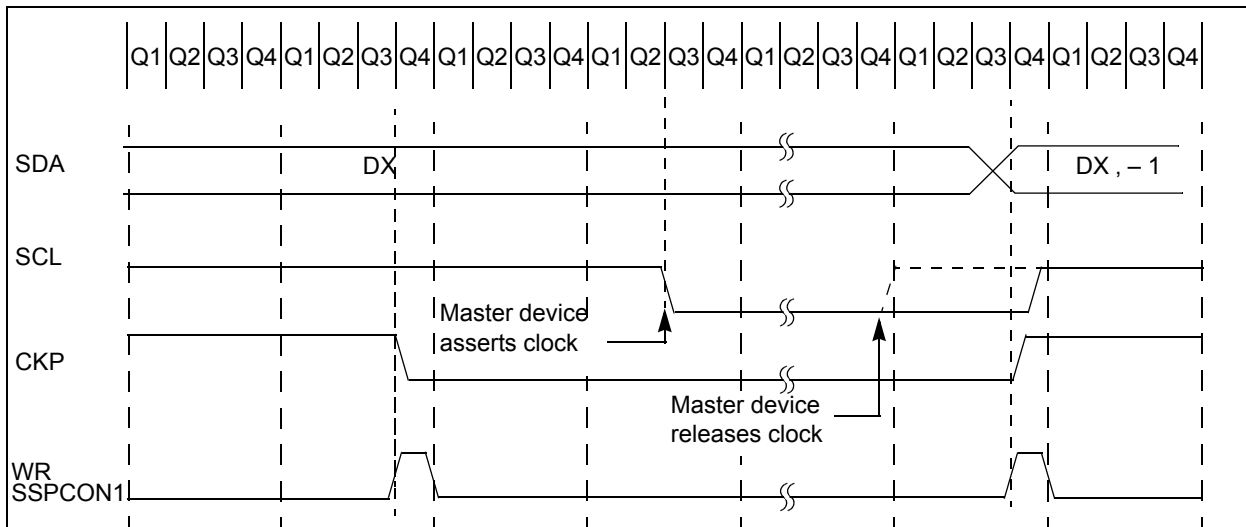 Q1 Q2 Q3 Q4 Q1 Q2 Q3 Q4 Q1 Q2 Q3 Q4 Q1 Q2 Q3 Q4 Q1 Q2 Q3 Q4 Q1 Q2 Q3 Q4 Q1 Q2 Q3 Q4
SDA
DX
DX , – 1
SCL
Master device
asserts clock
CKP
Master device
releases clock
WR
SSPCON1